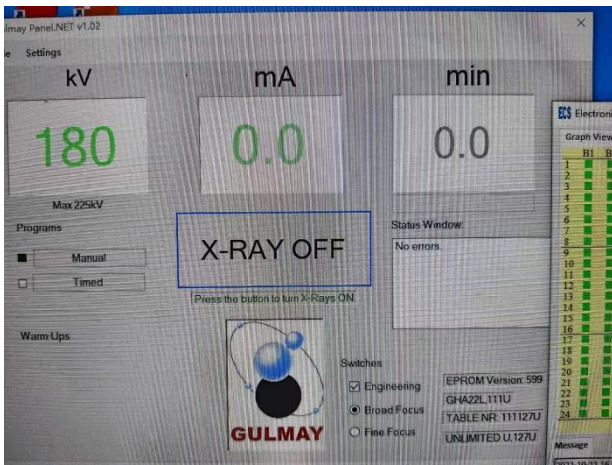 lmay Panel.NET v1.02
Settings
kV
mA
min
180
0.0
0.0
Max 225kV
Programs
Manual
Timed
Warm-Ups
X-RAY OFF
Press the button to turn X-Rays ON
Status Window:
No errors.
GULMAY
Switches
Engineering
Broad Focus
Fine Focus
EPROM Version: 599
GHA22L,111U
TABLE NR. 111127U
UNLIMITED U,127U
ECS Electroni
Graph View
B1 B
1
2
3
4
5
6
7
8
9
10
11
12
13
14
15
16
17
18
19
20
21
22
23
24
Message